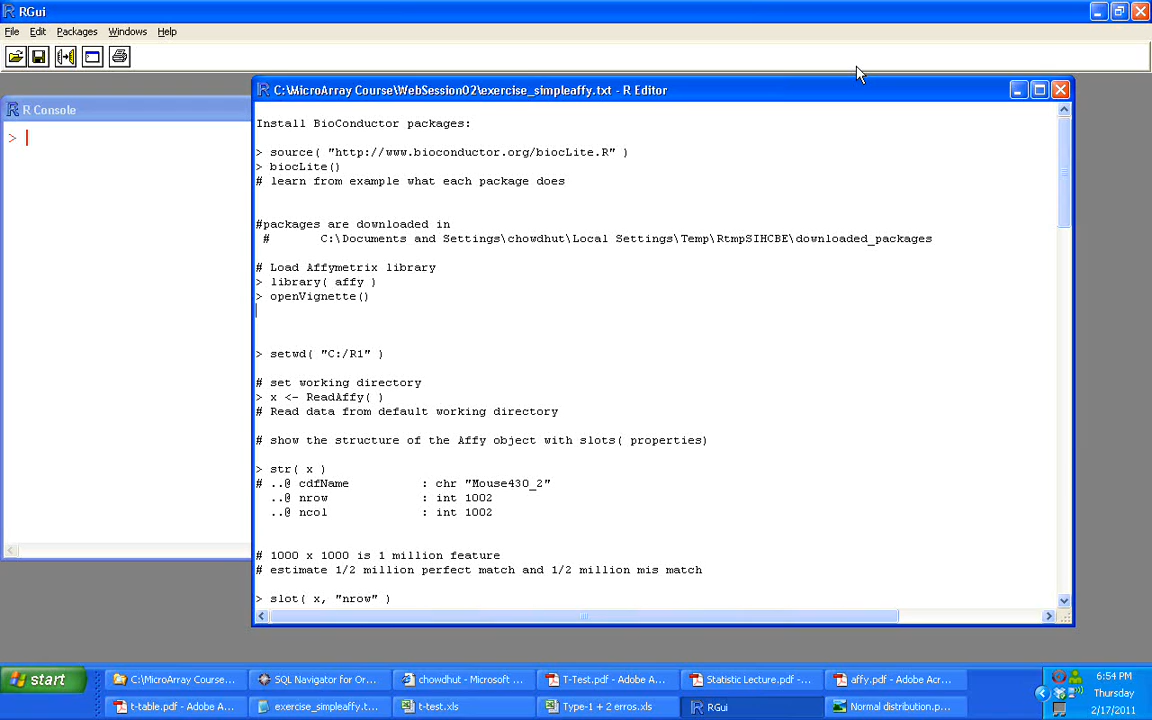 RGui
File Edit Packages Windows Help
C:\MicroArray Course\WebSession02\exercise_simpleaffy.txt - R Editor
R Console
>
Install BioConductor packages:
> source( "http://www.bioconductor.org/biocLite.R" )
> biocLite()
# learn from example what each package does
#packages are downloaded in
# C:\Documents and Settings\chowdhut\Local Settings\Temp\RtmpSIHCBE\downloaded_packages
# Load Affymetrix library
> library( affy )
> openVignette()
> setwd( "C:/R1" )
# set working directory
> x <- ReadAffy( )
# Read data from default working directory
# show the structure of the Affy object with slots( properties)
> str( x )
# ..@ cdfName : chr "Mouse430_2"
..@ nrow : int 1002
..@ ncol : int 1002
# 1000 x 1000 is 1 million feature
# estimate 1/2 million perfect match and 1/2 million mis match
> slot( x, "nrow" )
start
C:\MicroArray Course...
SQL Navigator for Or...
chowdhut - Microsoft ...
T-Test.pdf - Adobe A...
Statistic Lecture.pdf -...
affy.pdf - Adobe Acr...
6:54 PM
t-table.pdf - Adobe A...
exercise_simpleaffy.t...
t-test.xls
Type-1 + 2 erros.xls
RGui
Normal distribution.p...
Thursday
2/17/2011